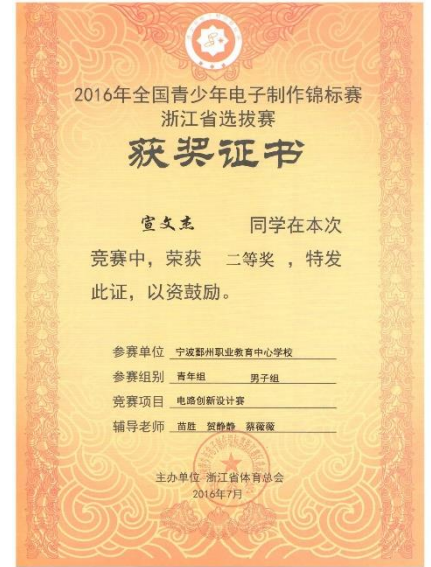 2016年全国青少年电子制作锦标赛
浙江省选拔赛
获奖证书
宣文杰 同学在本次
竞赛中，荣获 二等奖 ，特发
此证，以资鼓励。
参赛单位 宁波鄞州职业教育中心学校
参赛组别 青年组 男子组
竞赛项目 电路创新设计赛
辅导老师 苗胜 贺静静 蔡薇薇
主办单位 浙江省体育总会
2016年7月